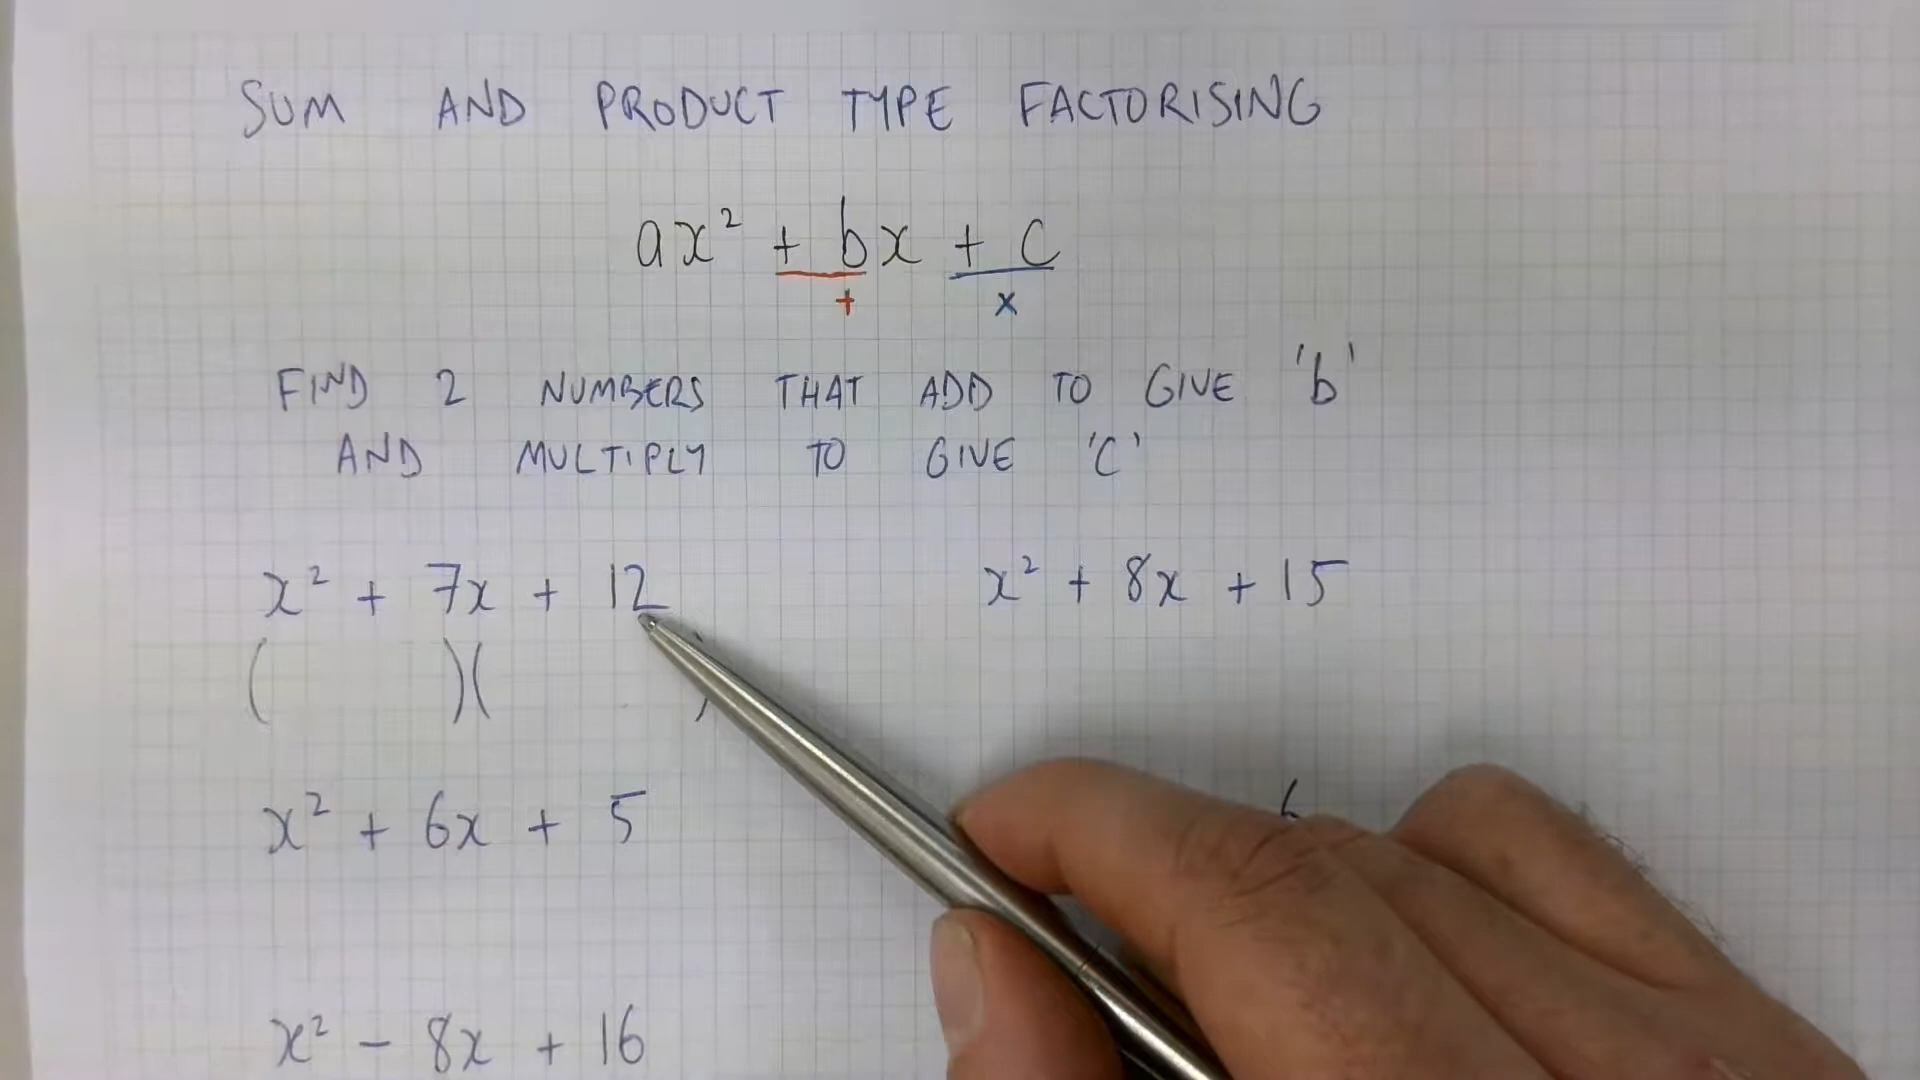 SUM AND PRODUCT TYPE FACTORISING
ax² + bx + c
+ x
FIND 2 NUMBERS THAT ADD TO GIVE 'b'
AND MULTIPLY TO GIVE 'C'
x² + 7x + 12
x² + 8x + 15
( )(
x² + 6x + 5
x² - 8x + 16